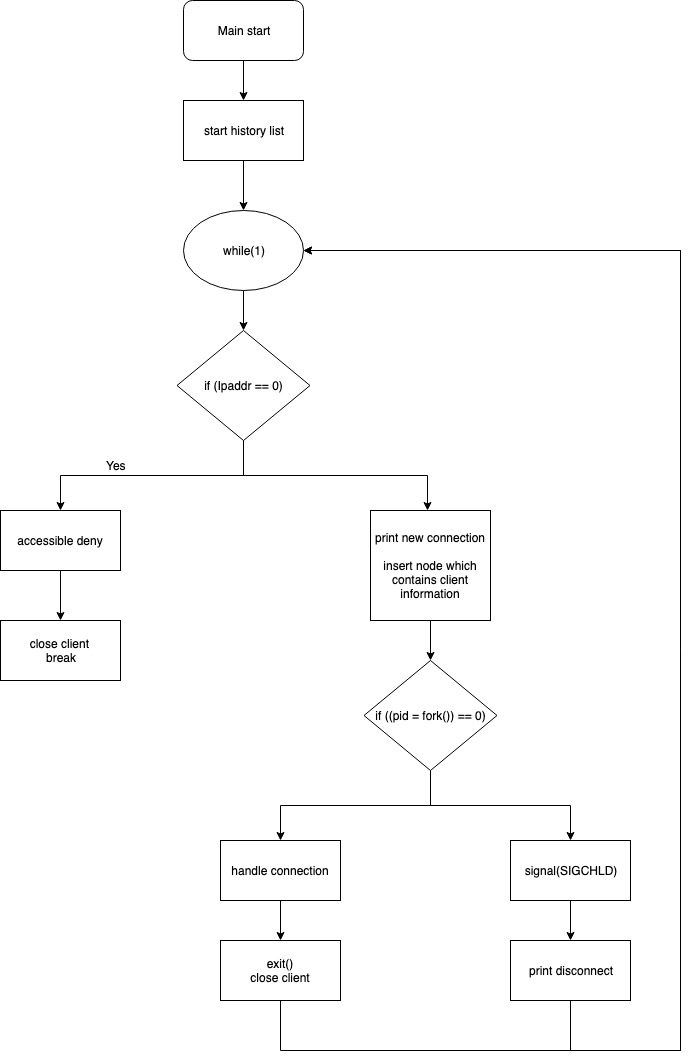 Main start
start history list
while(1)
if (Ipaddr == 0)
Yes
accessible deny
close client
break
print new connection
insert node which
contains client
information
if ((pid = fork()) == 0)
handle connection
signal(SIGCHLD)
exit()
close client
print disconnect